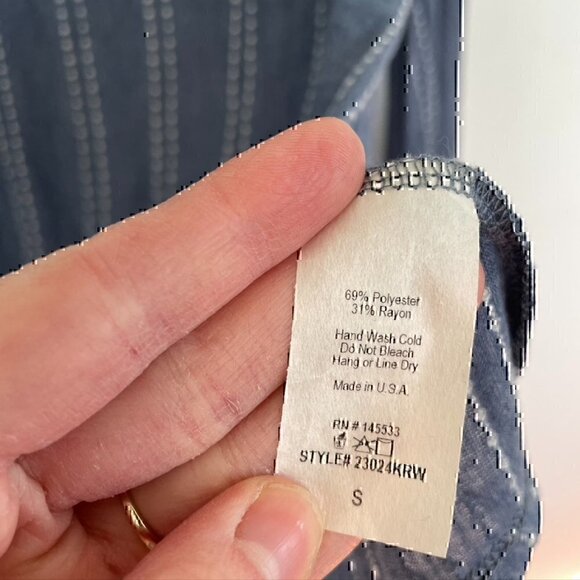 69% Polyester
31% Rayon
Hand Wash Cold
Do Not Bleach
Hang or Line Dry
Made in U.S.A.
RN # 145533
STYLE# 23024KRW
S